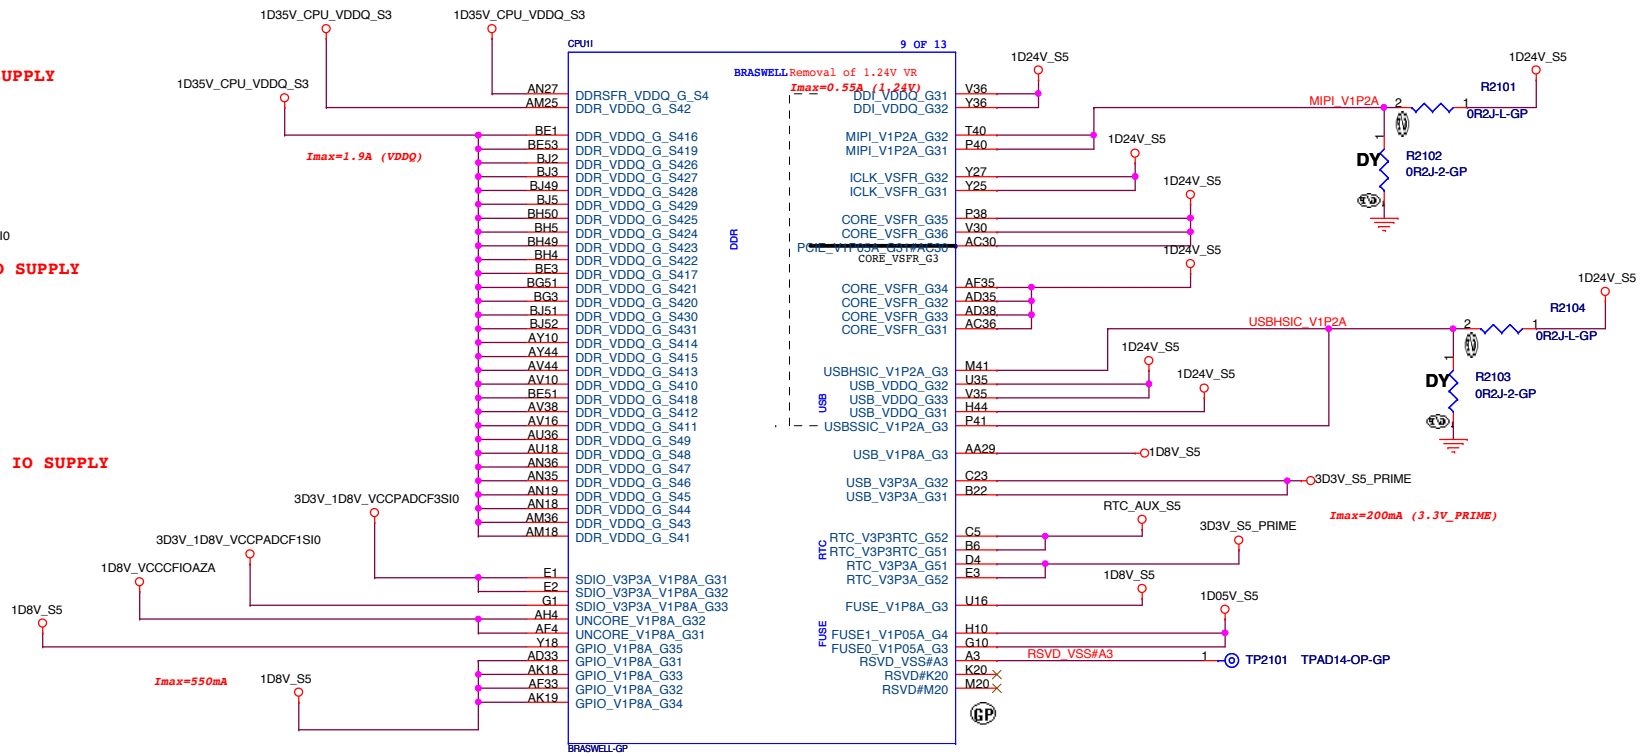 1D35V_CPU_VDDQ_S3
1D35V_CPU_VDDQ_S3
CPU1I
9 OF 13
SUPPLY
1D35V_CPU_VDDQ_S3
BRASWELL
Removal of 1.24V VR
Imax=0.55A (1.24V)
1D24V_S5
1D24V_S5
AN27 DDRSFR_VDDQ_G_S4
AM25 DDR_VDDQ_G_S42
BE1 DDR_VDDQ_G_S416
BE53 DDR_VDDQ_G_S419
BJ2 DDR_VDDQ_G_S426
BJ3 DDR_VDDQ_G_S427
BJ49 DDR_VDDQ_G_S428
BJ5 DDR_VDDQ_G_S429
BH50 DDR_VDDQ_G_S425
BH5 DDR_VDDQ_G_S424
BH49 DDR_VDDQ_G_S423
BH4 DDR_VDDQ_G_S422
BE3 DDR_VDDQ_G_S417
BG51 DDR_VDDQ_G_S421
BG3 DDR_VDDQ_G_S420
BJ51 DDR_VDDQ_G_S430
BJ52 DDR_VDDQ_G_S431
AY10 DDR_VDDQ_G_S414
AY44 DDR_VDDQ_G_S415
AV44 DDR_VDDQ_G_S413
AV10 DDR_VDDQ_G_S410
BE51 DDR_VDDQ_G_S418
AV38 DDR_VDDQ_G_S412
AV16 DDR_VDDQ_G_S411
AU36 DDR_VDDQ_G_S49
AU18 DDR_VDDQ_G_S48
AN36 DDR_VDDQ_G_S47
AN35 DDR_VDDQ_G_S46
AN19 DDR_VDDQ_G_S45
AN18 DDR_VDDQ_G_S44
AM36 DDR_VDDQ_G_S43
AM18 DDR_VDDQ_G_S41
Imax=1.9A (VDDQ)
SI0
O SUPPLY
IO SUPPLY
3D3V_1D8V_VCCPADCF3SI0
3D3V_1D8V_VCCPADCF1SI0
1D8V_VCCCFIOAZA
1D8V_S5
Imax=550mA
1D8V_S5
E1 SDIO_V3P3A_V1P8A_G31
E2 SDIO_V3P3A_V1P8A_G32
G1 SDIO_V3P3A_V1P8A_G33
AH4 UNCORE_V1P8A_G32
AF4 UNCORE_V1P8A_G31
Y18 GPIO_V1P8A_G35
AD33 GPIO_V1P8A_G31
AK18 GPIO_V1P8A_G33
AF33 GPIO_V1P8A_G32
AK19 GPIO_V1P8A_G34
BRASWELL-GP
DDR
USB
RTC
FUSE
DDI_VDDQ_G31 V36
DDI_VDDQ_G32 Y36
MIPI_V1P2A_G32 T40
MIPI_V1P2A_G31 P40
ICLK_VSFR_G32 Y27
ICLK_VSFR_G31 Y25
CORE_VSFR_G35 P38
CORE_VSFR_G36 V30
PCIE_V1P05A_G31#AC30 AC30
CORE_VSFR_G3
CORE_VSFR_G34 AF35
CORE_VSFR_G32 AD35
CORE_VSFR_G33 AD38
CORE_VSFR_G31 AC36
USBHSIC_V1P2A_G3 M41
USB_VDDQ_G32 U35
USB_VDDQ_G33 V35
USB_VDDQ_G31 H44
USBSSIC_V1P2A_G3 P41
USB_V1P8A_G3 AA29
USB_V3P3A_G32 C23
USB_V3P3A_G31 B22
RTC_V3P3RTC_G52 C5
RTC_V3P3RTC_G51 B6
RTC_V3P3A_G51 D4
RTC_V3P3A_G52 E3
FUSE_V1P8A_G3 U16
FUSE1_V1P05A_G4 H10
FUSE0_V1P05A_G3 G10
RSVD_VSS#A3 A3
RSVD#K20 K20
RSVD#M20 M20
GP
MIPI_V1P2A
2 1
R2101
0R2J-L-GP
1
DY
R2102
0R2J-2-GP
1D24V_S5
1D24V_S5
1D24V_S5
1D24V_S5
USBHSIC_V1P2A
2 1
R2104
0R2J-L-GP
1
DY
R2103
0R2J-2-GP
1D24V_S5
1D24V_S5
1D8V_S5
3D3V_S5_PRIME
Imax=200mA (3.3V_PRIME)
RTC_AUX_S5
3D3V_S5_PRIME
1D8V_S5
1D05V_S5
RSVD_VSS#A3
1
TP2101 TPAD14-OP-GP